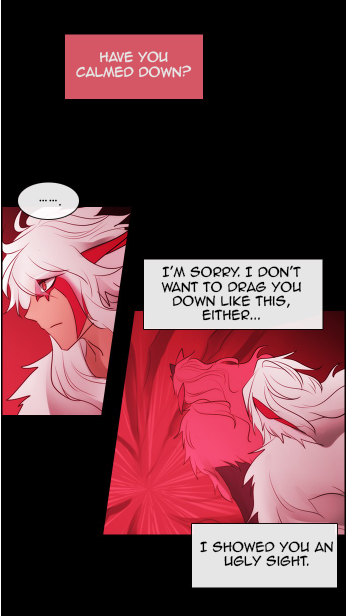 HAVE YOU
CALMED DOWN?
.......
I'M SORRY. I DON'T
WANT TO DRAG YOU
DOWN LIKE THIS,
EITHER...
I SHOWED YOU AN
UGLY SIGHT.